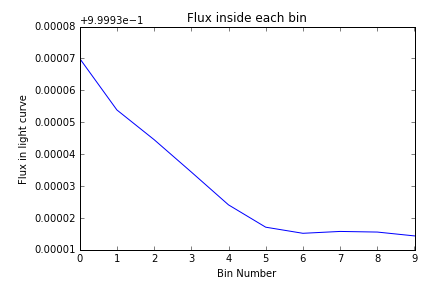 Flux inside each bin
+9.9993e−1
0.00008
0.00007
0.00006
0.00005
0.00004
0.00003
0.00002
0.00001
Flux in light curve
0 1 2 3 4 5 6 7 8 9
Bin Number